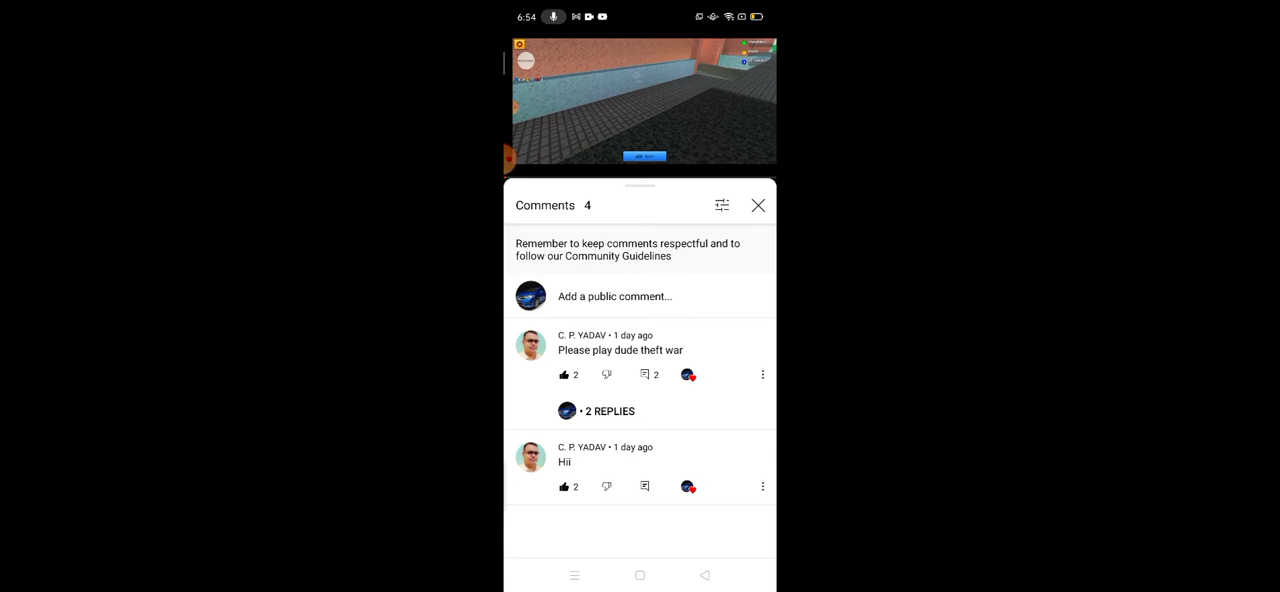 6:54
Comments 4
Remember to keep comments respectful and to
follow our Community Guidelines
Add a public comment...
C. P. YADAV • 1 day ago
Please play dude theft war
2 2
• 2 REPLIES
C. P. YADAV • 1 day ago
Hii
2